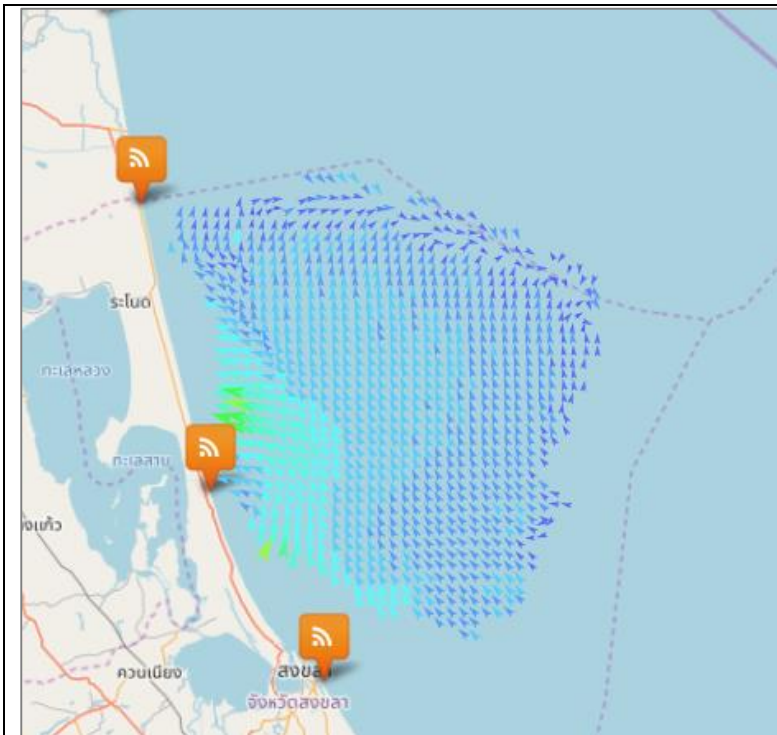 ระโนด
ทะเลหลวง
ทะเลสาบ
งแก้ว
ควนเนียง
สงขลา
จังหวัดสงขลา